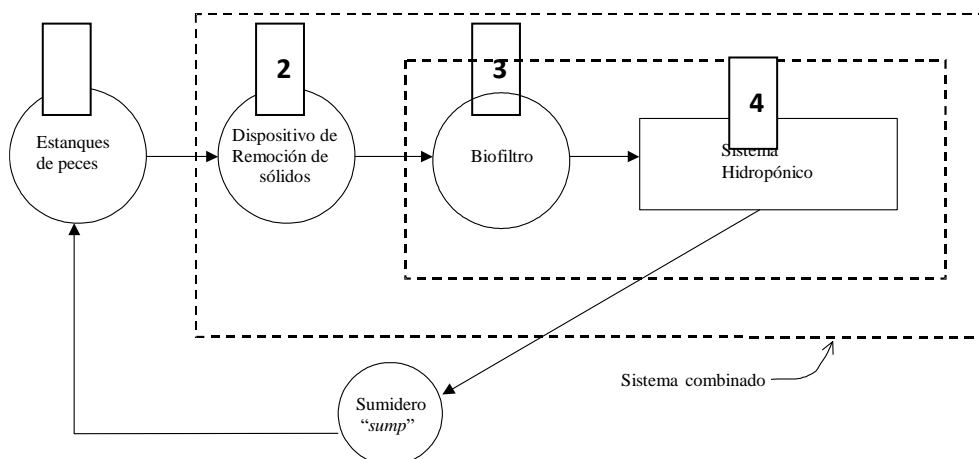 2
3
4
Estanques
de peces
Dispositivo de
Remoción de
sólidos
Biofiltro
Sistema
Hidropónico
Sistema combinado
Sumidero
“sump”